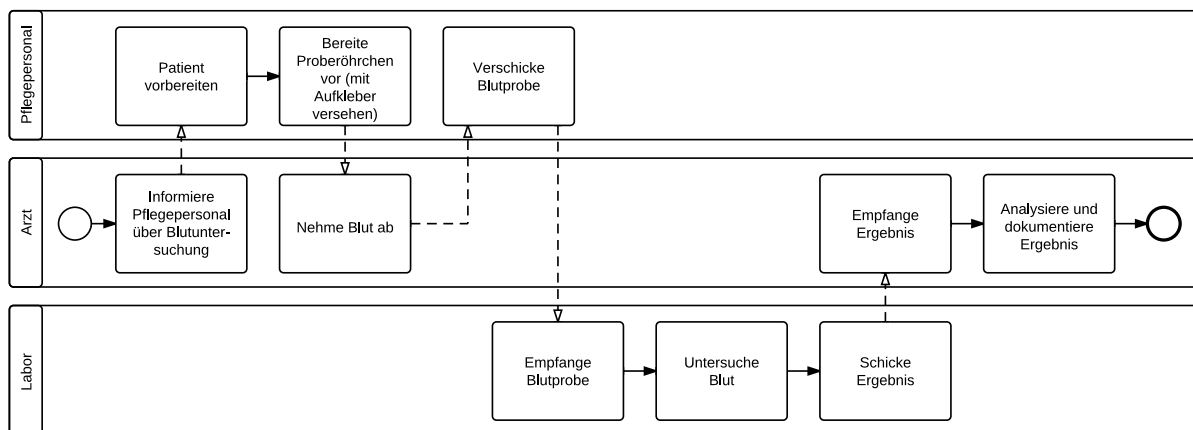 Pflegepersonal
Patient
vorbereiten
Bereite
Proberöhrchen
vor (mit
Aufkleber
versehen)
Verschicke
Blutprobe
Arzt
Informiere
Pflegepersonal
über Blutunter-
suchung
Nehme Blut ab
Empfange
Ergebnis
Analysiere und
dokumentiere
Ergebnis
Labor
Empfange
Blutprobe
Untersuche
Blut
Schicke
Ergebnis